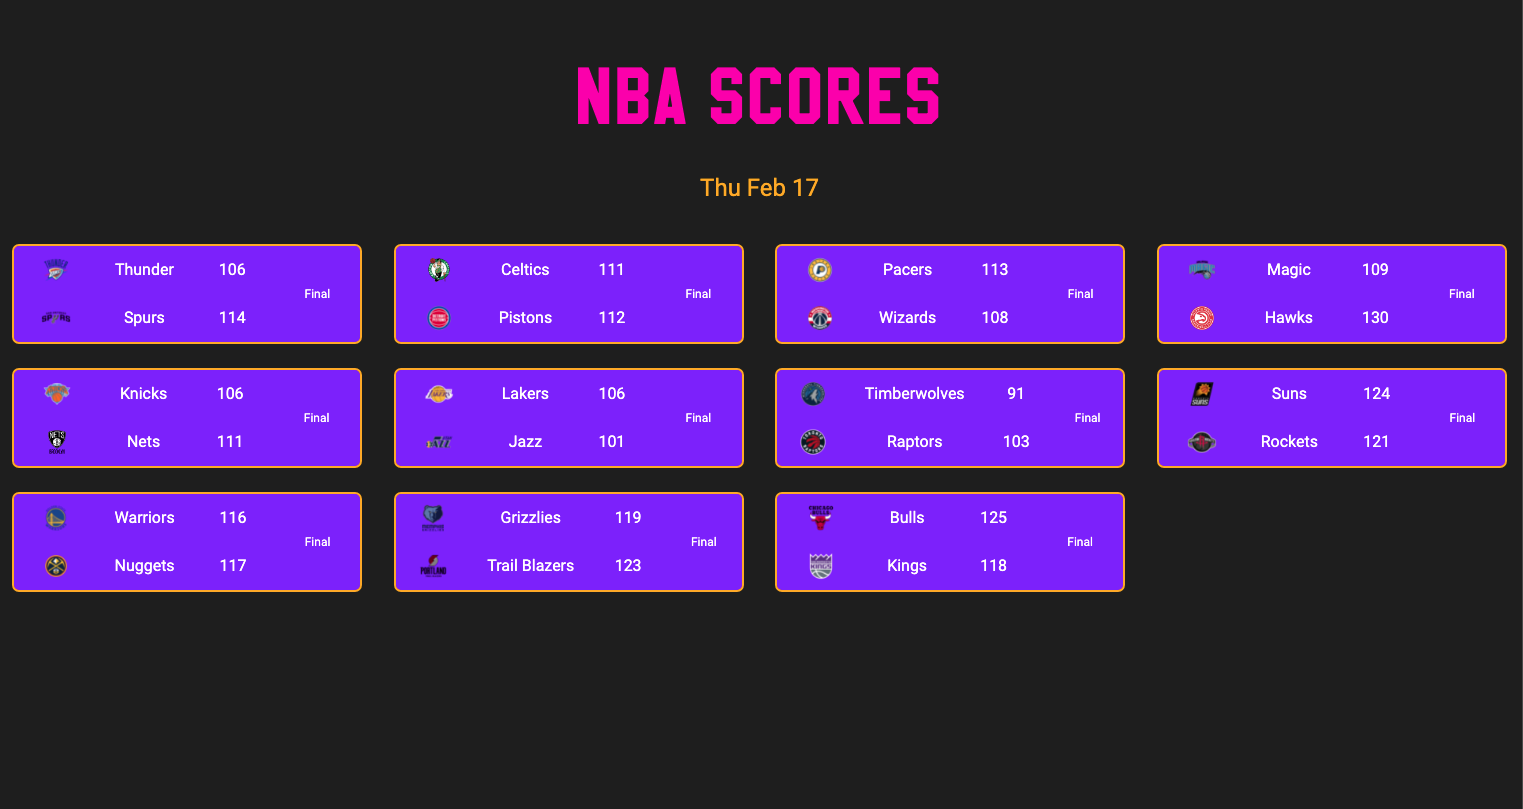 NBA SCORES
Thu Feb 17
Thunder 106
Final
Spurs 114
Celtics 111
Final
Pistons 112
Pacers 113
Final
Wizards 108
Magic 109
Final
Hawks 130
Knicks 106
Final
Nets 111
Lakers 106
Final
Jazz 101
Timberwolves 91
Final
Raptors 103
Suns 124
Final
Rockets 121
Warriors 116
Final
Nuggets 117
Grizzlies 119
Final
Trail Blazers 123
Bulls 125
Final
Kings 118